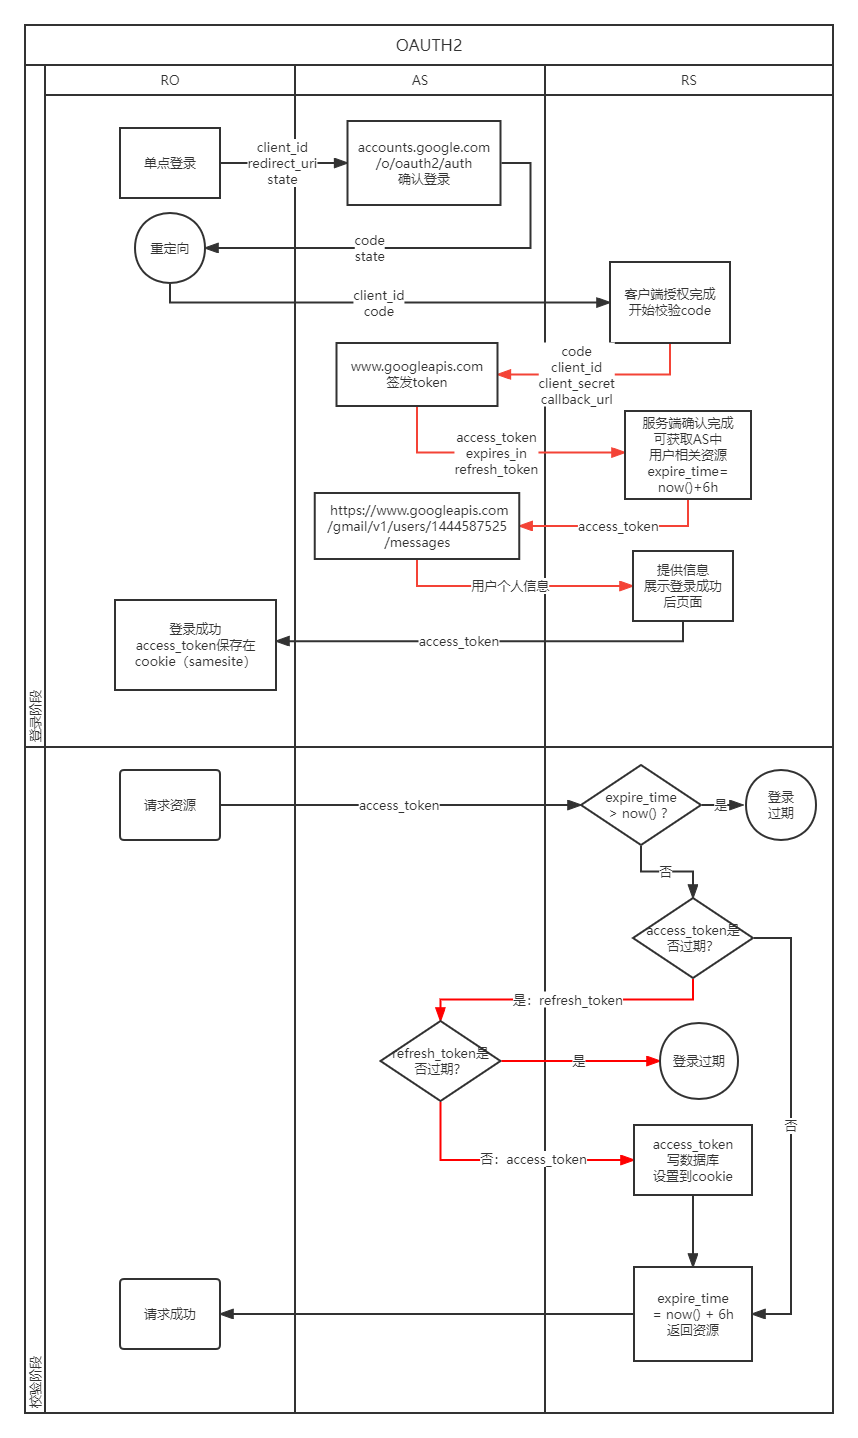 OAUTH2
RO
AS
RS
登录阶段
单点登录
client_id
redirect_uri
state
accounts.google.com
/o/oauth2/auth
确认登录
code
state
重定向
client_id
code
客户端授权完成
开始校验code
code
client_id
client_secret
callback_url
www.googleapis.com
签发token
access_token
expires_in
refresh_token
服务端确认完成
可获取AS中
用户相关资源
expire_time=
now()+6h
access_token
https://www.googleapis.com
/gmail/v1/users/1444587525
/messages
用户个人信息
提供信息
展示登录成功
后页面
access_token
登录成功
access_token保存在
cookie（samesite）
校验阶段
请求资源
access_token
expire_time
> now() ?
是
登录
过期
否
access_token是
否过期?
是：refresh_token
refresh_token是
否过期?
是
登录过期
否
否：access_token
access_token
写数据库
设置到cookie
expire_time
= now() + 6h
返回资源
请求成功